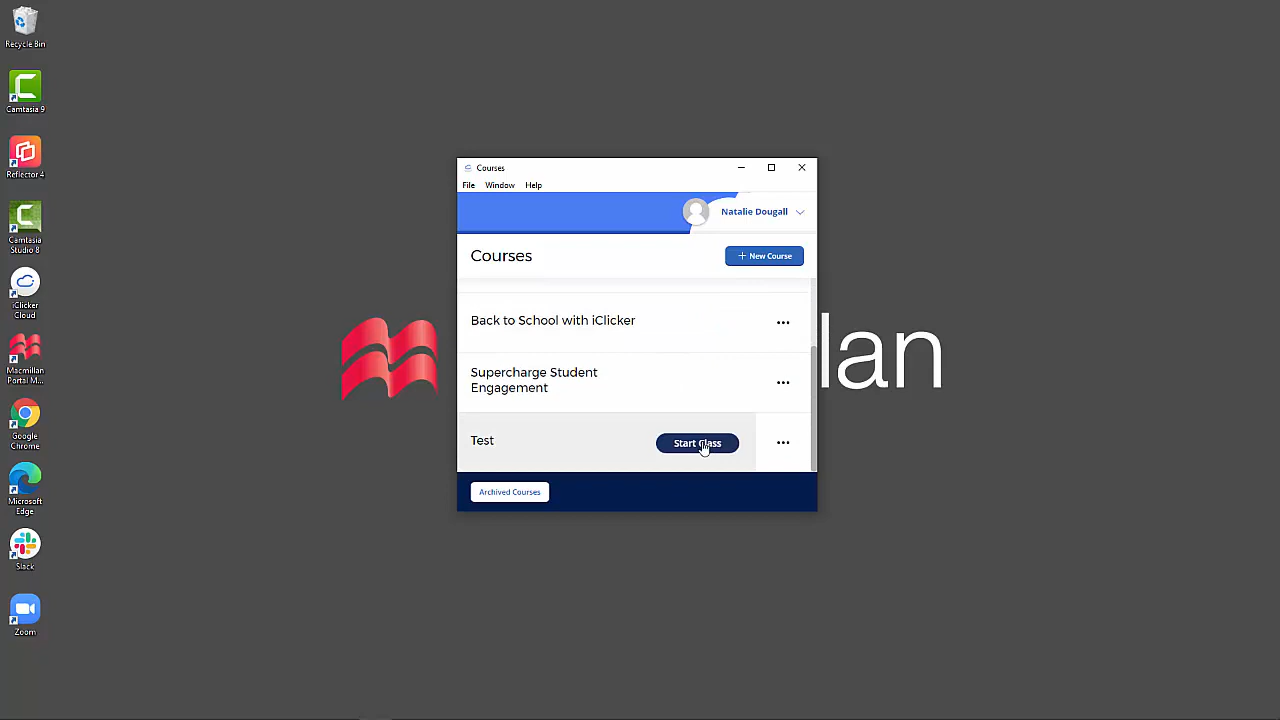 Recycle Bin
Camtasia 9
Reflector 4
Camtasia
Studio 8
iClicker
Cloud
Macmillan
Portal M...
Google
Chrome
Microsoft
Edge
Slack
Zoom
Courses
File Window Help
Natalie Dougall
Courses
+ New Course
Back to School with iClicker
Supercharge Student
Engagement
Test
Start Class
Archived Courses
lan